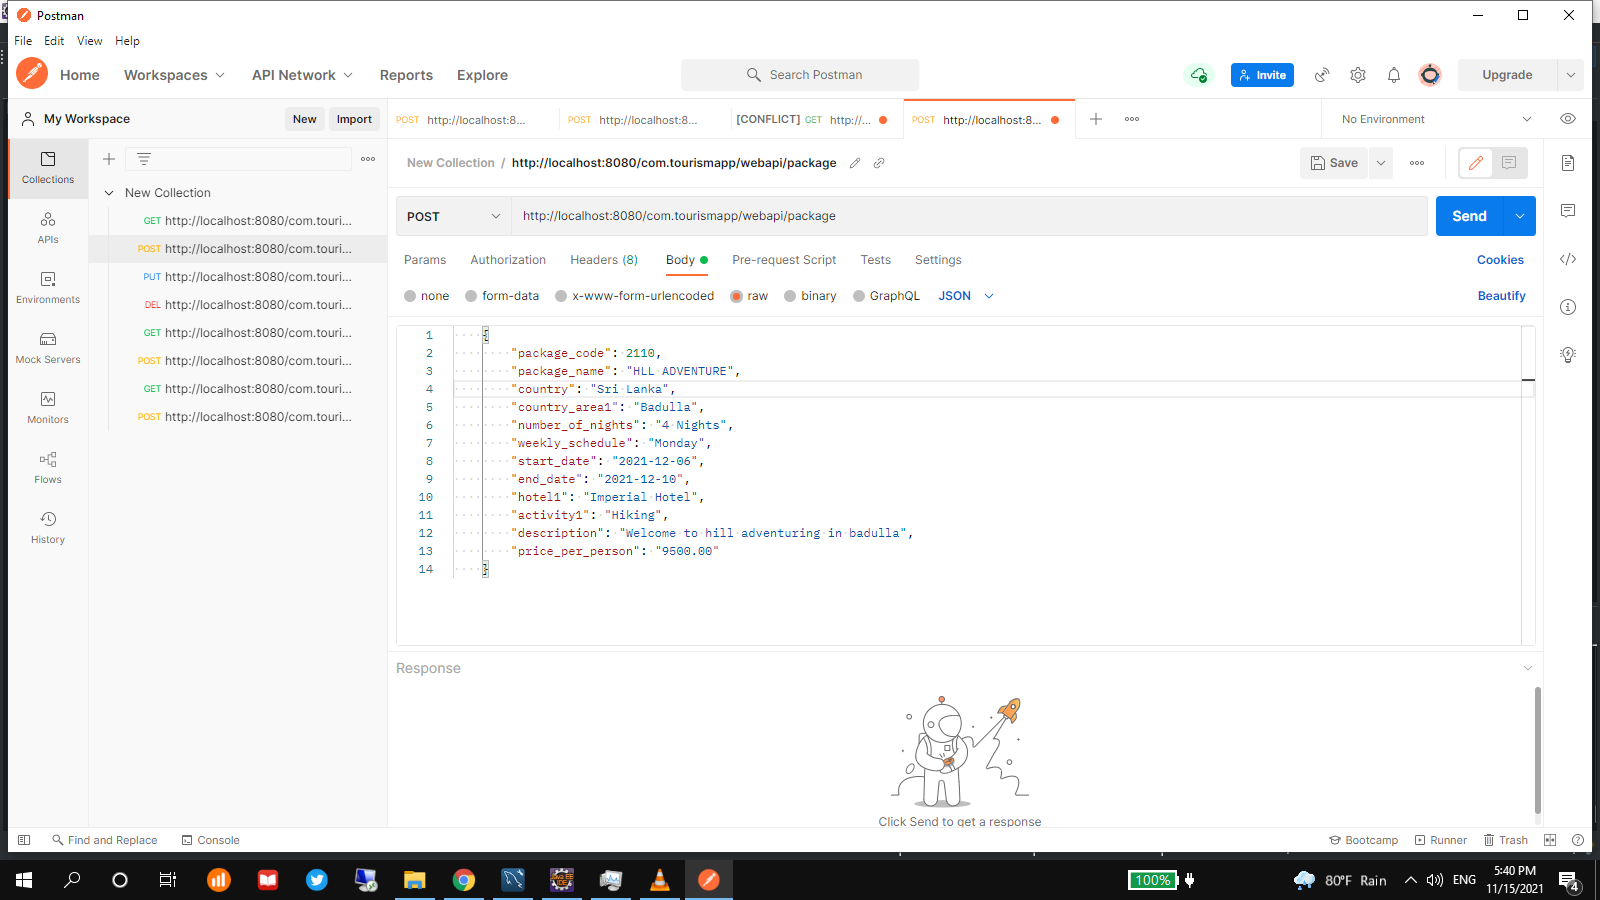 Postman
File Edit View Help
Home Workspaces API Network Reports Explore
Search Postman
Invite
Upgrade
My Workspace
New Import
POST http://localhost:8...
POST http://localhost:8...
[CONFLICT] GET http://...
POST http://localhost:8...
No Environment
Collections
APIs
Environments
Mock Servers
Monitors
Flows
History
New Collection
GET http://localhost:8080/com.touri...
POST http://localhost:8080/com.touri...
PUT http://localhost:8080/com.touri...
DEL http://localhost:8080/com.touri...
GET http://localhost:8080/com.touri...
POST http://localhost:8080/com.touri...
GET http://localhost:8080/com.touri...
POST http://localhost:8080/com.touri...
New Collection / http://localhost:8080/com.tourismapp/webapi/package
Save
POST http://localhost:8080/com.tourismapp/webapi/package
Send
Params Authorization Headers (8) Body Pre-request Script Tests Settings
Cookies
none form-data x-www-form-urlencoded raw binary GraphQL JSON
Beautify
1 {
2 "package_code": 2110,
3 "package_name": "HLL ADVENTURE",
4 "country": "Sri Lanka",
5 "country_area1": "Badulla",
6 "number_of_nights": "4 Nights",
7 "weekly_schedule": "Monday",
8 "start_date": "2021-12-06",
9 "end_date": "2021-12-10",
10 "hotel1": "Imperial Hotel",
11 "activity1": "Hiking",
12 "description": "Welcome to hill adventuring in badulla",
13 "price_per_person": "9500.00"
14 }
Response
Click Send to get a response
Find and Replace Console
Bootcamp Runner Trash
100%
80°F Rain
ENG
5:40 PM
11/15/2021
4